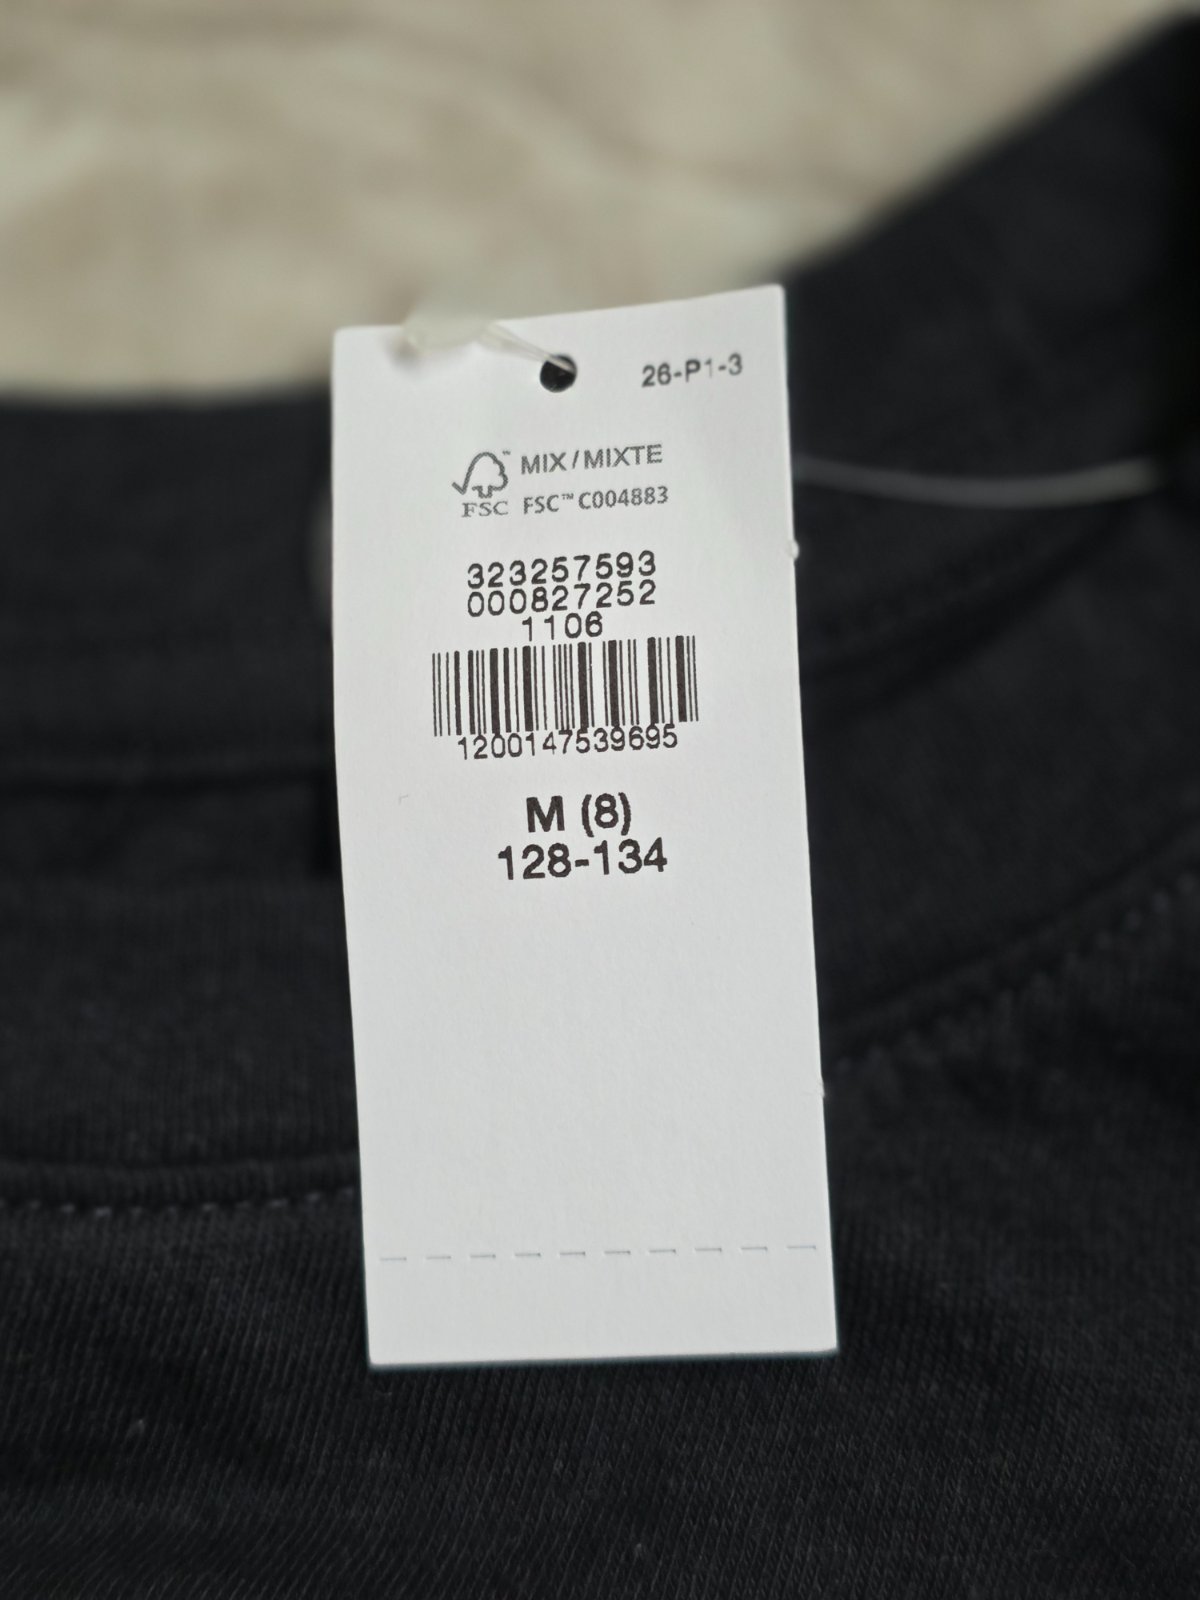 26-P1-3
MIX/MIXTE
FSC FSC™ C004883
323257593
000827252
1106
1200147539695
M (8)
128-134